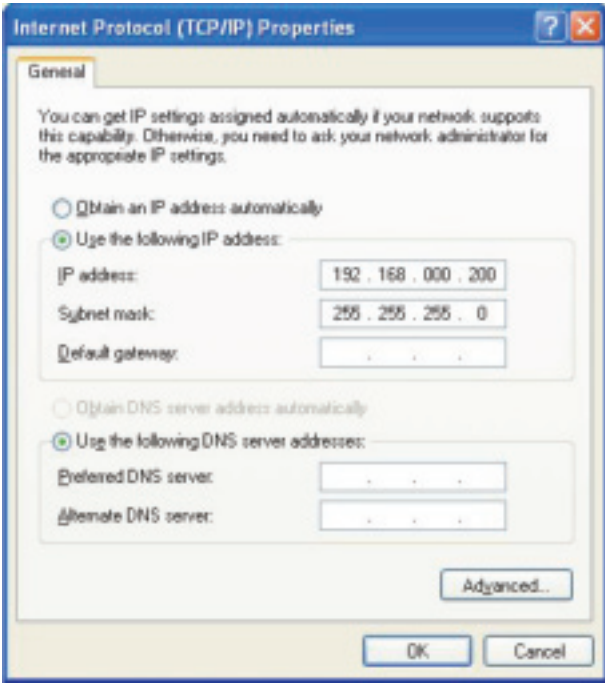 Internet Protocol (TCP/IP) Properties
General
You can get IP settings assigned automatically if your network supports
this capability. Otherwise, you need to ask your network administrator for
the appropriate IP settings.
Obtain an IP address automatically
Use the following IP address:
IP address: 192 . 168 . 000 . 200
Subnet mask: 255 . 255 . 255 . 0
Default gateway: . . .
Obtain DNS server address automatically
Use the following DNS server addresses:
Preferred DNS server: . . .
Alternate DNS server: . . .
Advanced...
OK Cancel